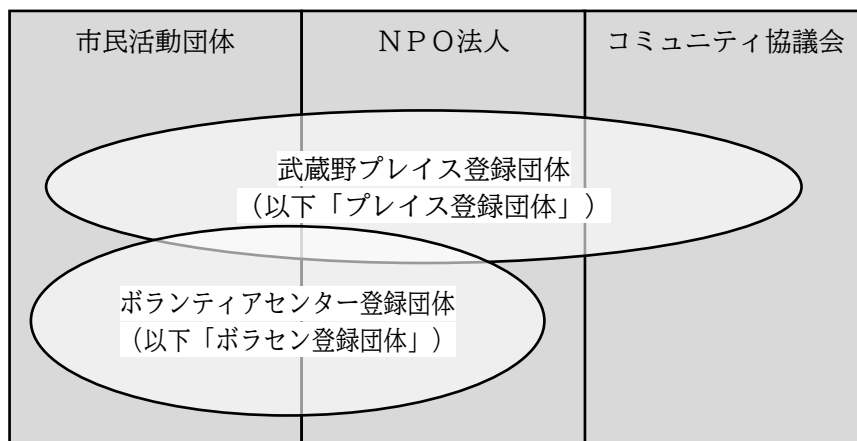 市民活動団体
ＮＰＯ法人
コミュニティ協議会
武蔵野プレイス登録団体
（以下「プレイス登録団体」）
ボランティアセンター登録団体
（以下「ボラセン登録団体」）